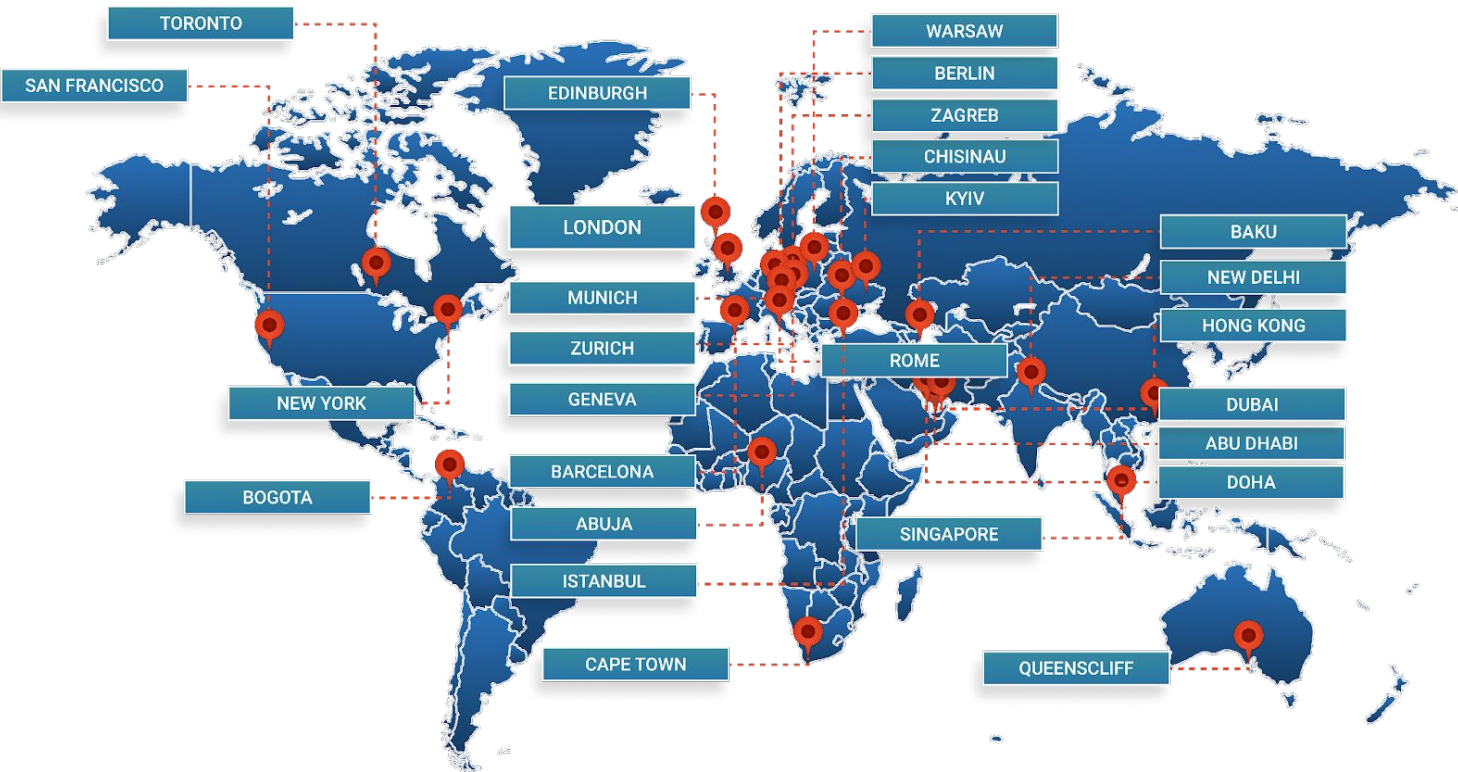 TORONTO
SAN FRANCISCO
EDINBURGH
WARSAW
BERLIN
ZAGREB
CHISINAU
KYIV
LONDON
BAKU
NEW DELHI
MUNICH
HONG KONG
ZURICH
ROME
GENEVA
NEW YORK
DUBAI
ABU DHABI
BARCELONA
DOHA
BOGOTA
ABUJA
SINGAPORE
ISTANBUL
CAPE TOWN
QUEENSCLIFF